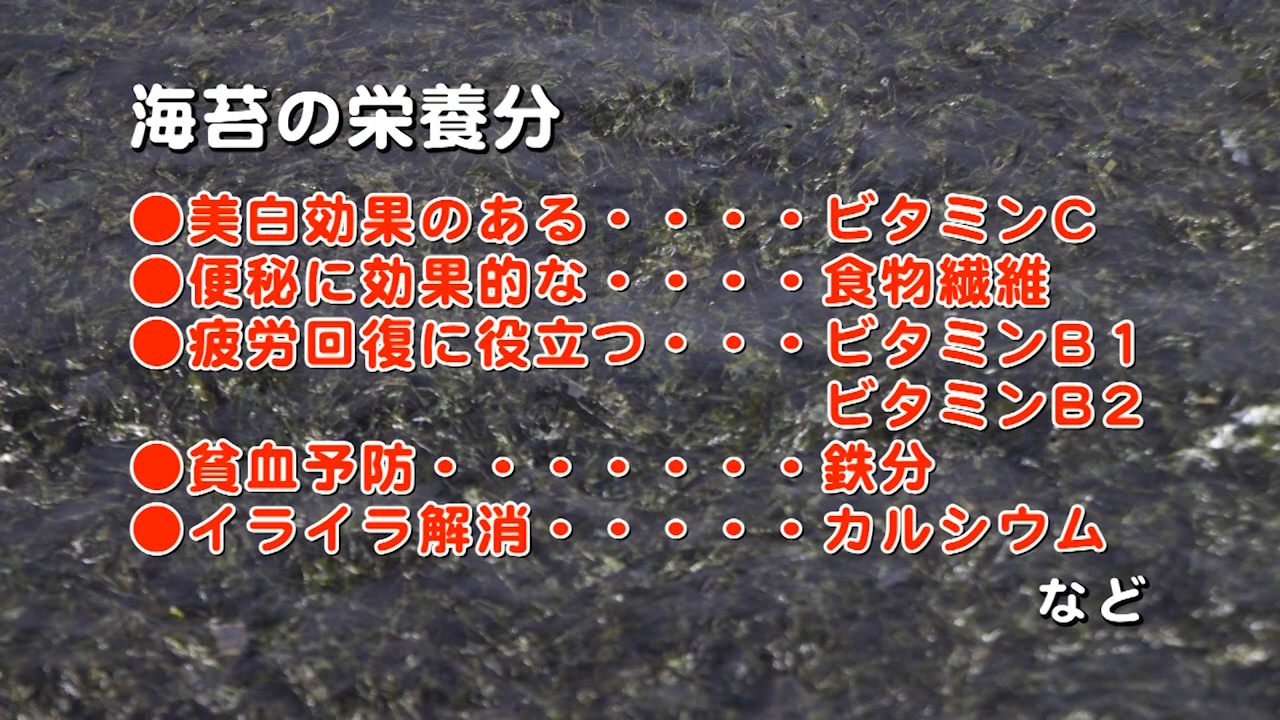 海苔の栄養分
●美白効果のある・・・・ビタミンC
●便秘に効果的な・・・・食物繊維
●疲労回復に役立つ・・・ビタミンB1
ビタミンB2
●貧血予防・・・・・・・鉄分
●イライラ解消・・・・・カルシウム
など